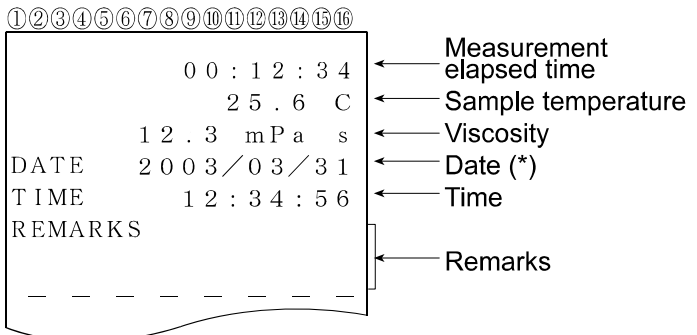 ①②③④⑤⑥⑦⑧⑨⑩⑪⑫⑬⑭⑮⑯
00:12:34
Measurement
elapsed time
25.6 C
Sample temperature
12.3 mPa s
Viscosity
DATE 2003/03/31
Date (*)
TIME 12:34:56
Time
REMARKS
Remarks
_ _ _ _ _ _ _ _